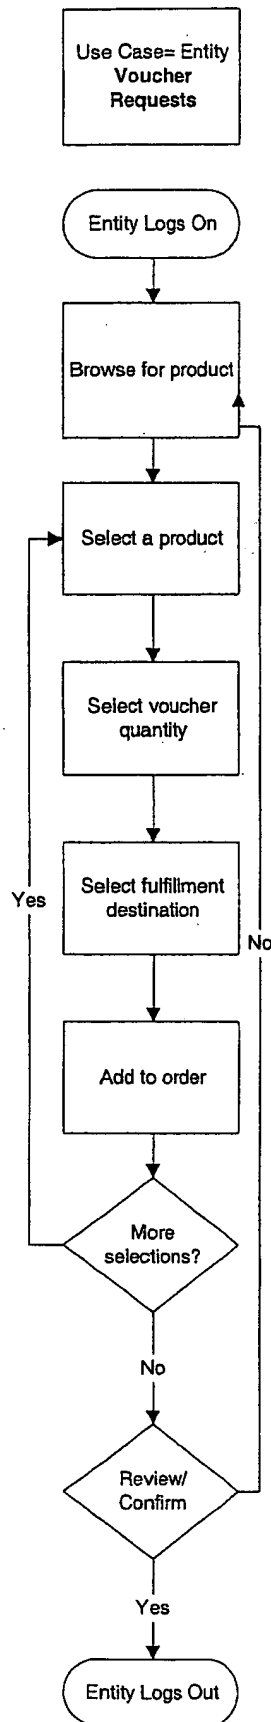 Use Case= Entity
Voucher
Requests
Entity Logs On
Browse for product
Select a product
Select voucher
quantity
Select fulfillment
destination
Yes
No
Add to order
More
selections?
No
Review/
Confirm
Yes
Entity Logs Out